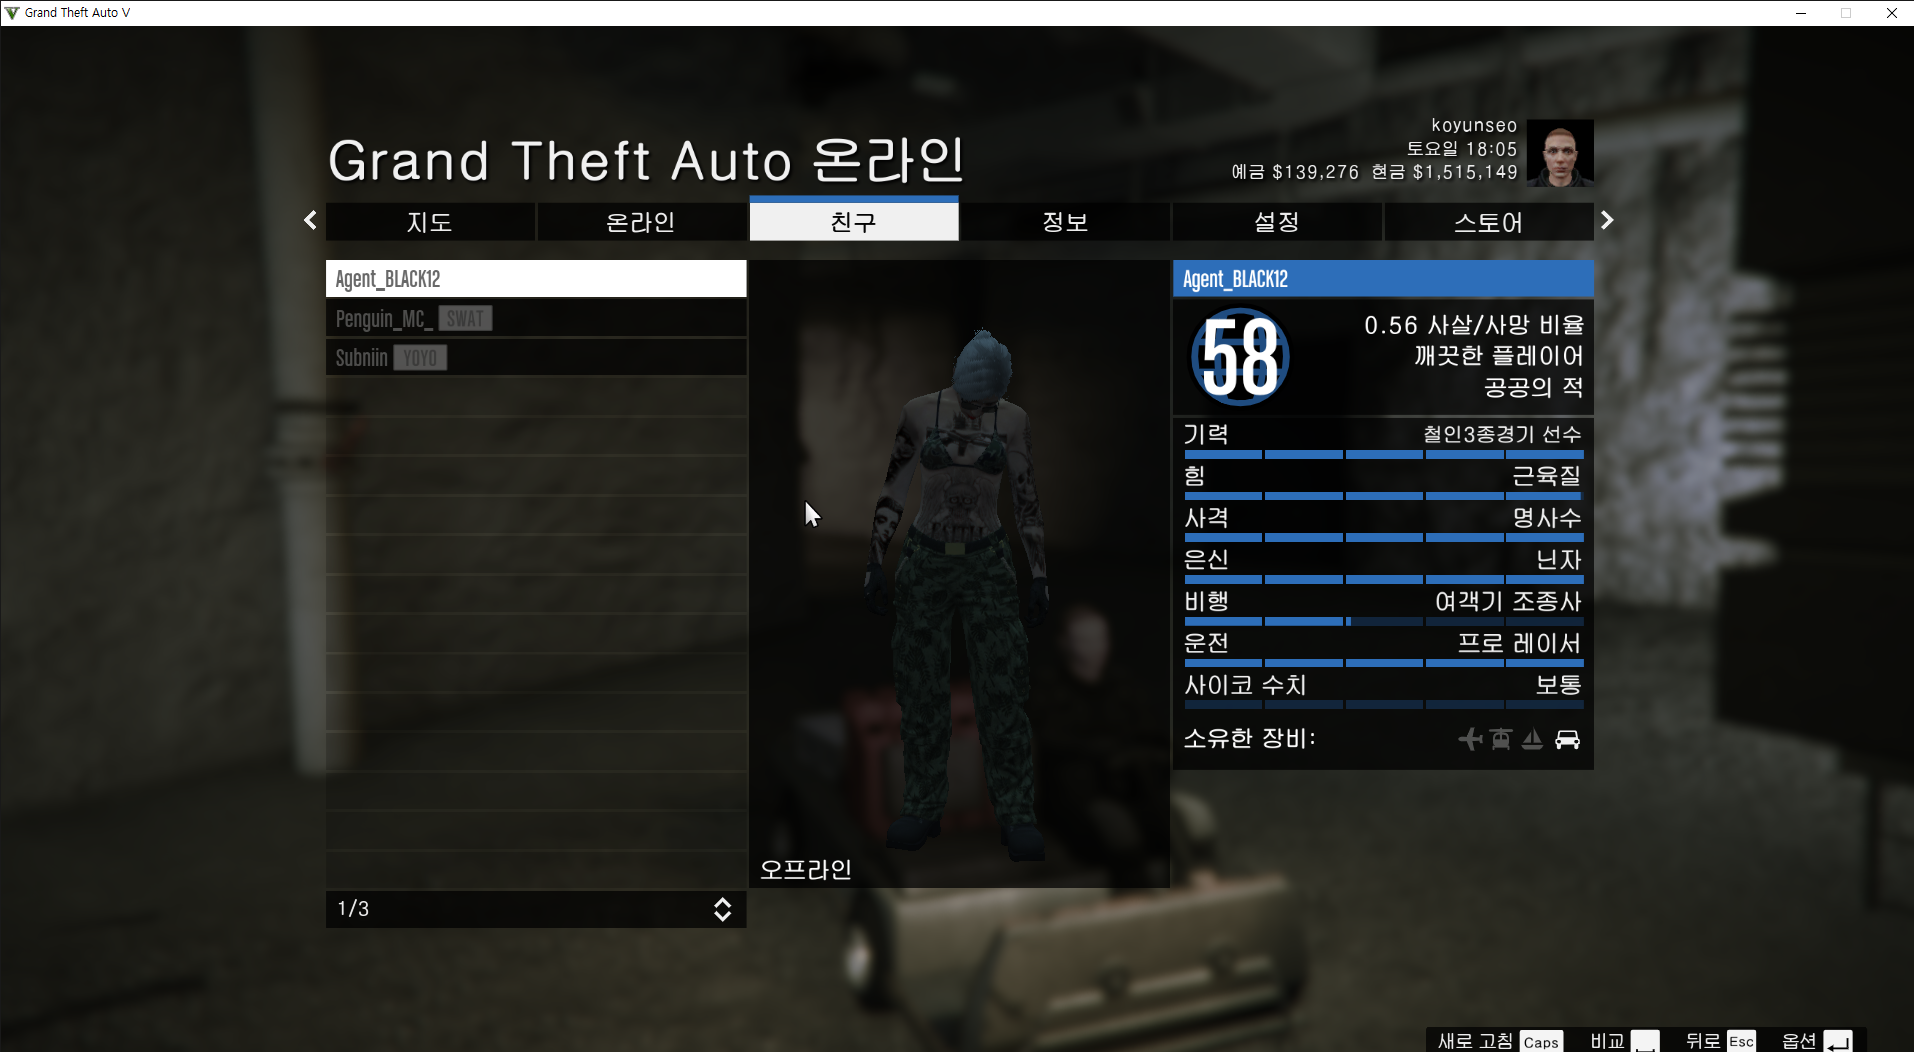 Grand Theft Auto V
Grand Theft Auto 온라인
koyunseo
토요일 18:05
예금 $139,276 현금 $1,515,149
지도 온라인 친구 정보 설정 스토어
Agent_BLACK12
Penguin_MC_ SWAT
Subniin YOYO
1/3
오프라인
Agent_BLACK12
58
0.56 사살/사망 비율
깨끗한 플레이어
공공의 적
기력 철인3종경기 선수
힘 근육질
사격 명사수
은신 닌자
비행 여객기 조종사
운전 프로 레이서
사이코 수치 보통
소유한 장비:
새로 고침 Caps 비교 뒤로 Esc 옵션